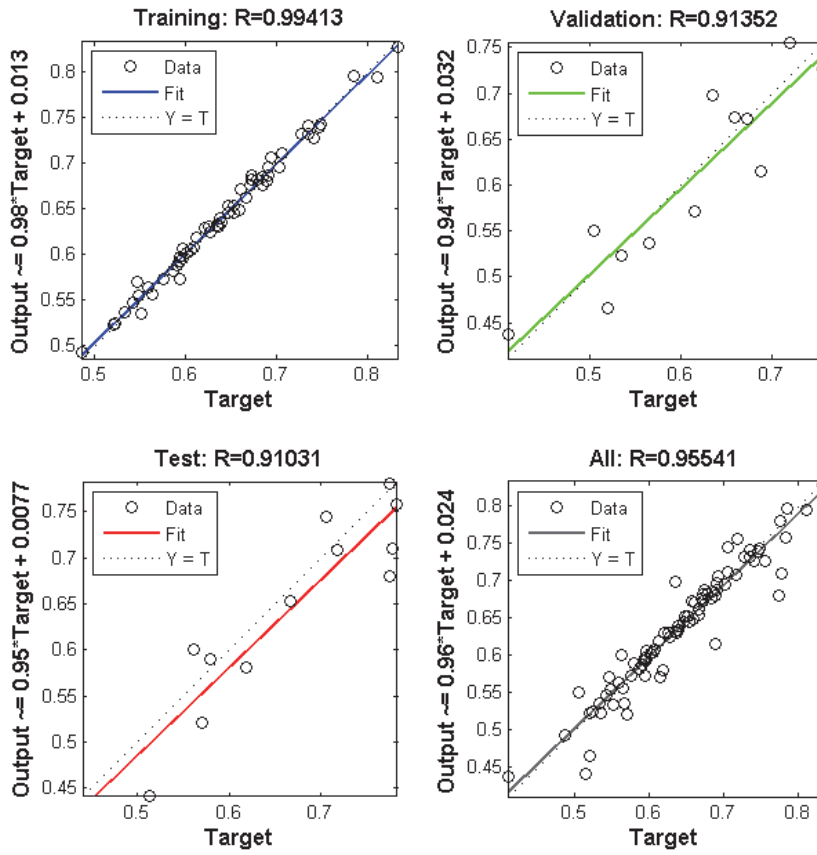 Training: R=0.99413
Output ~= 0.98*Target + 0.013
Data
Fit
Y = T
0.8
0.75
0.7
0.65
0.6
0.55
0.5
0.5 0.6 0.7 0.8
Target
Validation: R=0.91352
Output ~= 0.94*Target + 0.032
Data
Fit
Y = T
0.75
0.7
0.65
0.6
0.55
0.5
0.45
0.5 0.6 0.7
Target
Test: R=0.91031
Output ~= 0.95*Target + 0.0077
Data
Fit
Y = T
0.75
0.7
0.65
0.6
0.55
0.5
0.45
0.5 0.6 0.7
Target
All: R=0.95541
Output ~= 0.96*Target + 0.024
Data
Fit
Y = T
0.8
0.75
0.7
0.65
0.6
0.55
0.5
0.45
0.5 0.6 0.7 0.8
Target